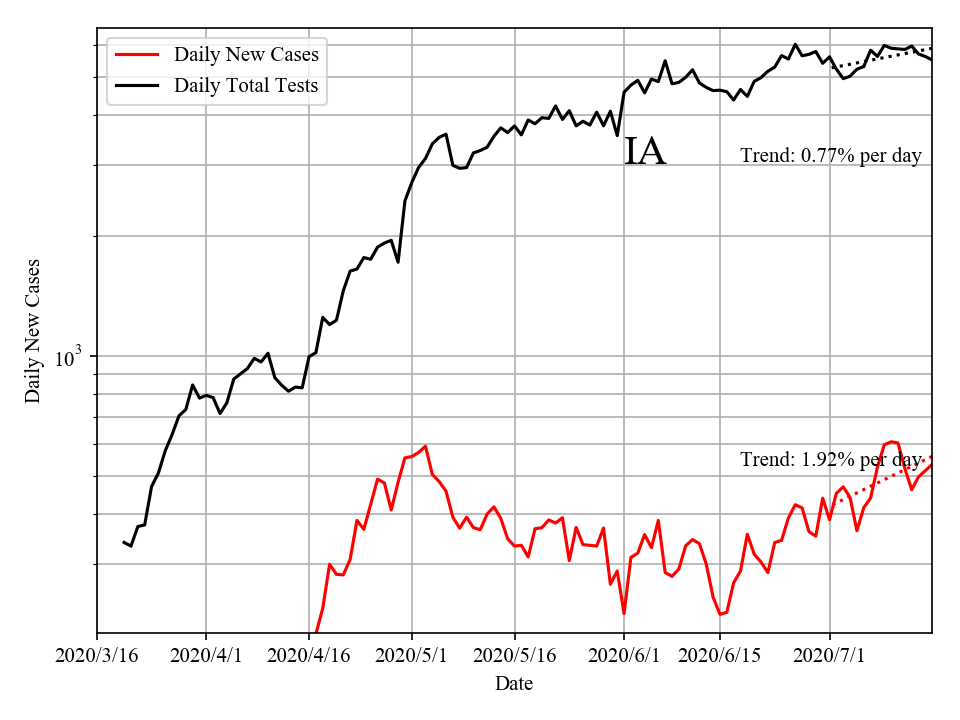 Daily New Cases
Daily Total Tests
IA
Trend: 0.77% per day
Trend: 1.92% per day
Daily New Cases
10³
2020/3/16 2020/4/1 2020/4/16 2020/5/1 2020/5/16 2020/6/1 2020/6/15 2020/7/1
Date